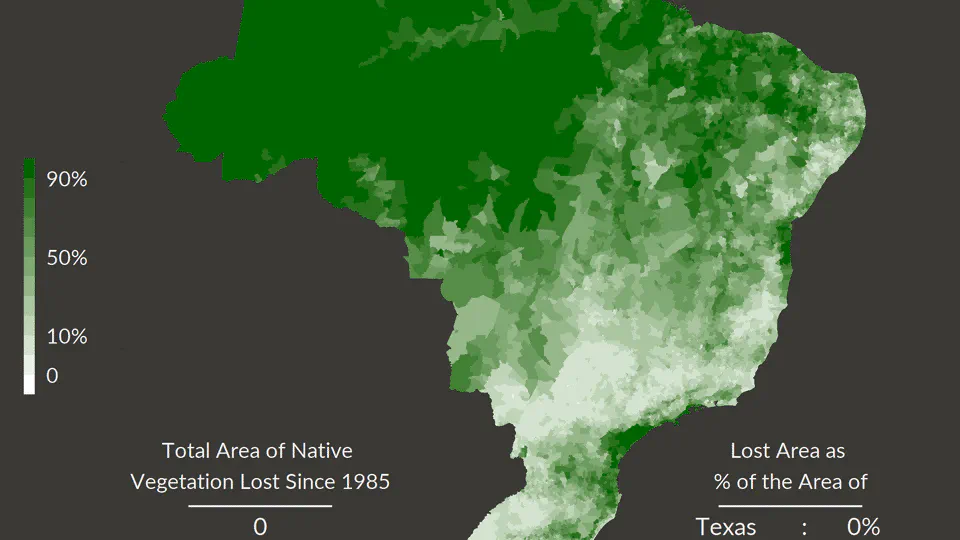 90%
50%
10%
0
Total Area of Native
Vegetation Lost Since 1985
0
Lost Area as
% of the Area of
Texas : 0%